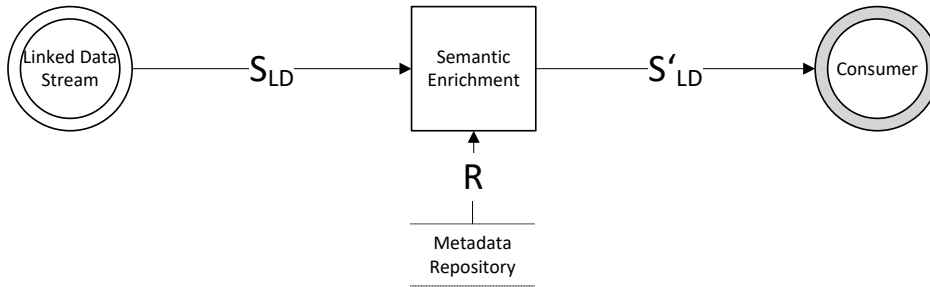 Linked Data
Stream
S_LD
Semantic
Enrichment
S‘_LD
Consumer
R
Metadata
Repository